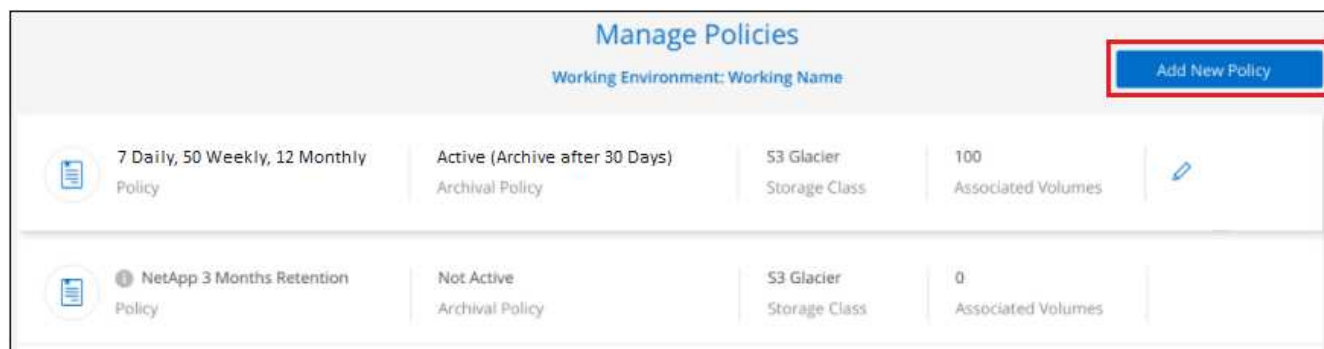 Manage Policies
Working Environment: Working Name
Add New Policy
7 Daily, 50 Weekly, 12 Monthly
Policy
Active (Archive after 30 Days)
Archival Policy
S3 Glacier
Storage Class
100
Associated Volumes
NetApp 3 Months Retention
Policy
Not Active
Archival Policy
S3 Glacier
Storage Class
0
Associated Volumes